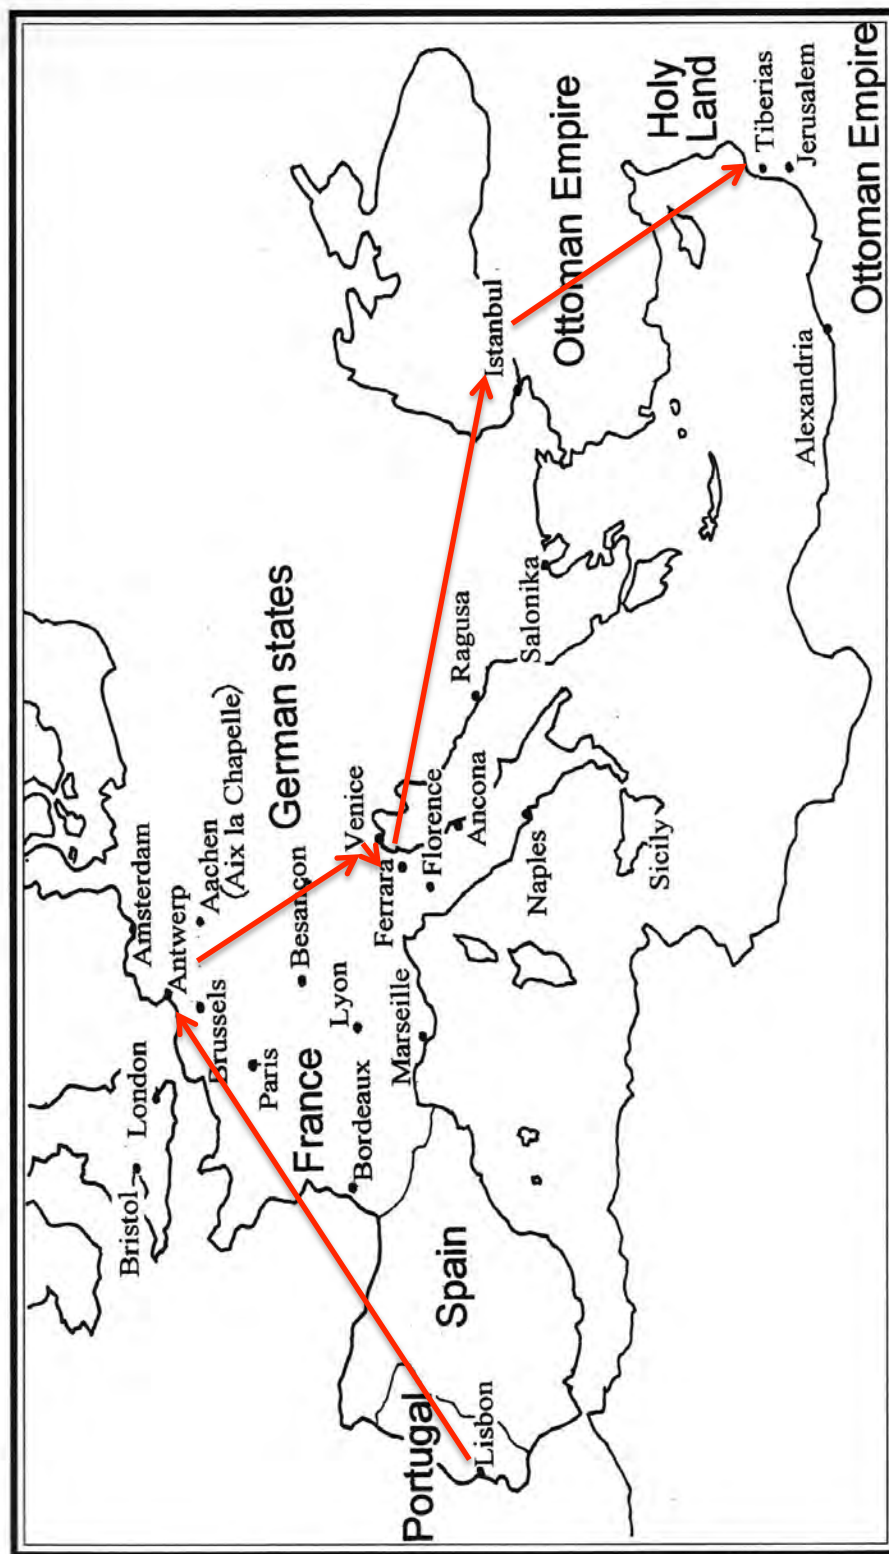 Bristol
London
Amsterdam
Antwerp
Brussels
Aachen
(Aix la Chapelle)
Paris
German states
France
Besançon
Lyon
Bordeaux
Venice
Ferrara
Marseille
Florence
Portugal
Spain
Lisbon
Ancona
Ragusa
Istanbul
Naples
Salonika
Ottoman Empire
Sicily
Holy
Land
Tiberias
Jerusalem
Alexandria
Ottoman Empire